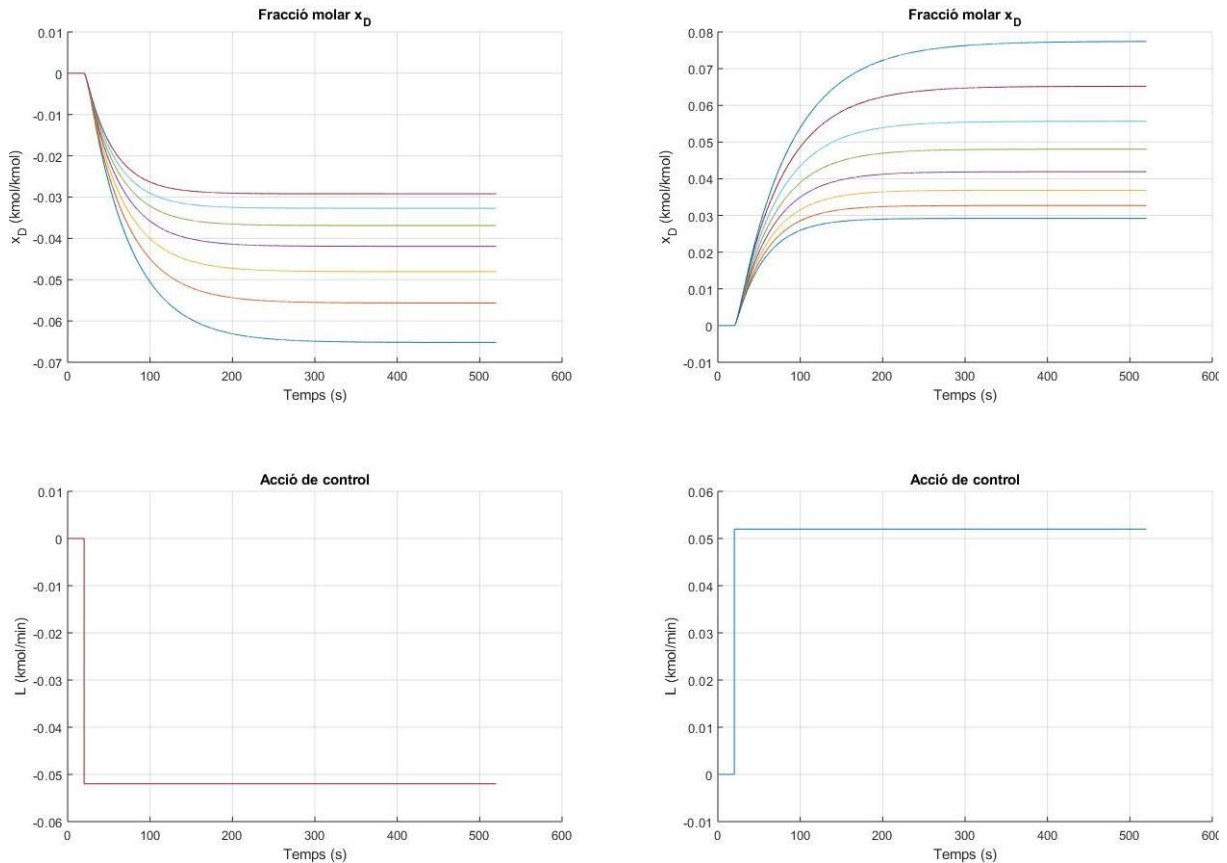 Fracció molar x_D
0.01
0
-0.01
-0.02
-0.03
-0.04
-0.05
-0.06
-0.07
x_D (kmol/kmol)
0 100 200 300 400 500 600
Temps (s)
Fracció molar x_D
0.08
0.07
0.06
0.05
0.04
0.03
0.02
0.01
0
-0.01
x_D (kmol/kmol)
0 100 200 300 400 500 600
Temps (s)
Acció de control
0.01
0
-0.01
-0.02
-0.03
-0.04
-0.05
-0.06
L (kmol/min)
0 100 200 300 400 500 600
Temps (s)
Acció de control
0.06
0.05
0.04
0.03
0.02
0.01
0
-0.01
L (kmol/min)
0 100 200 300 400 500 600
Temps (s)